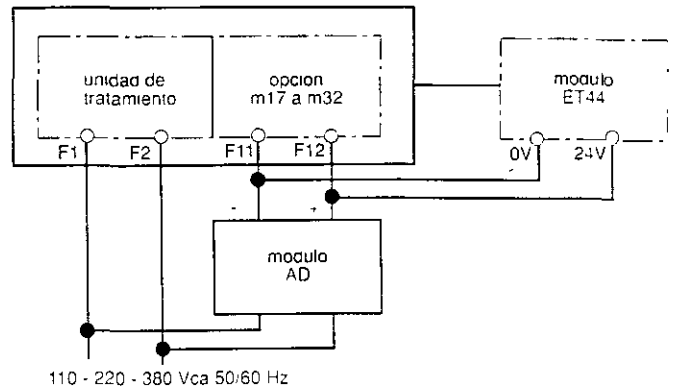 unidad de
tratamiento
opcion
m17 a m32
modulo
ET44
F1
F2
F11
F12
0V
24V
-
+
modulo
AD
110 - 220 - 380 Vca 50/60 Hz